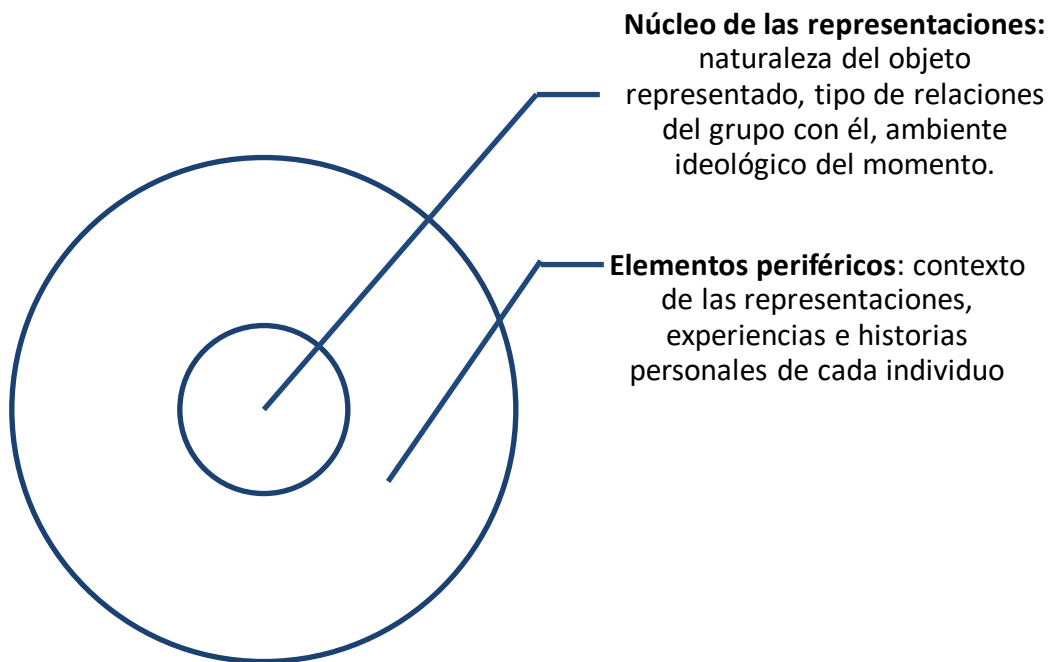 Núcleo de las representaciones:
naturaleza del objeto
representado, tipo de relaciones
del grupo con él, ambiente
ideológico del momento.
Elementos periféricos: contexto
de las representaciones,
experiencias e historias
personales de cada individuo